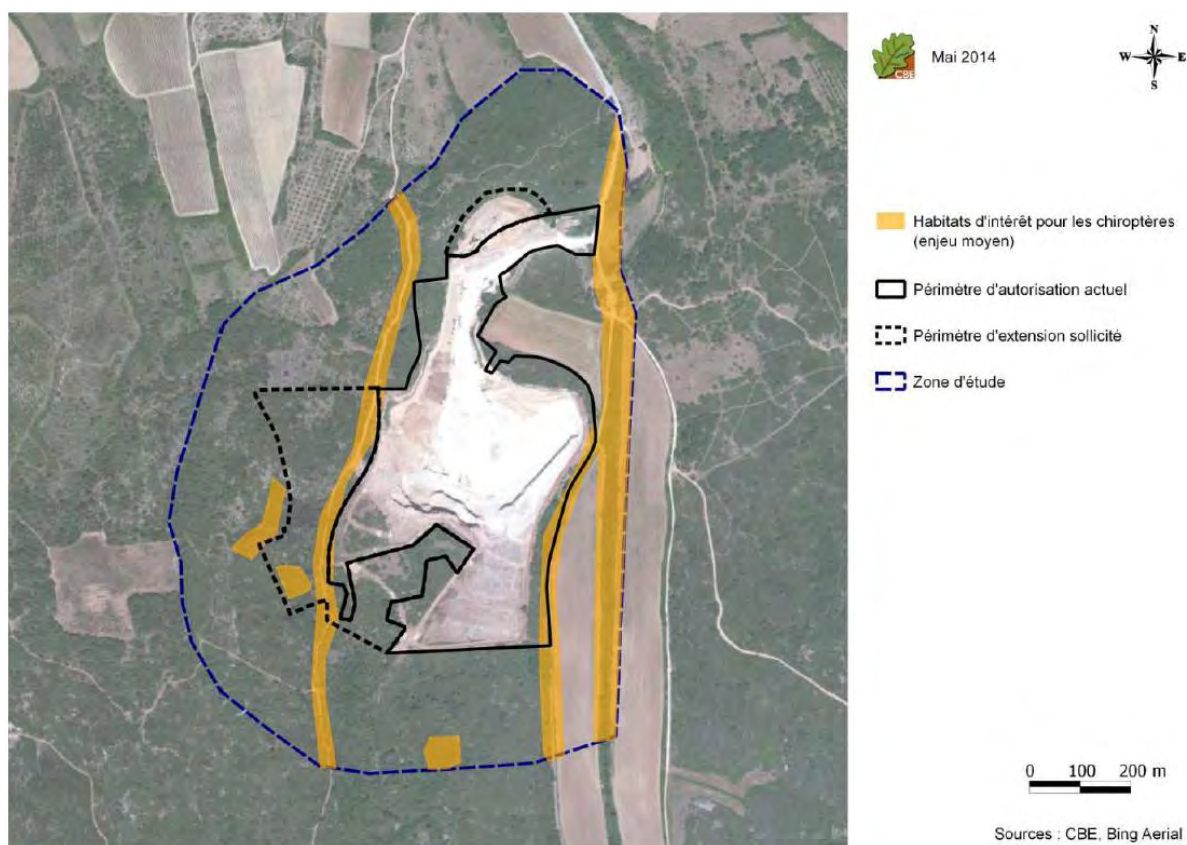 CBE
Mai 2014
N
W E
S
Habitats d'intérêt pour les chiroptères
(enjeu moyen)
Périmètre d'autorisation actuel
Périmètre d'extension sollicité
Zone d'étude
0 100 200 m
Sources : CBE, Bing Aerial